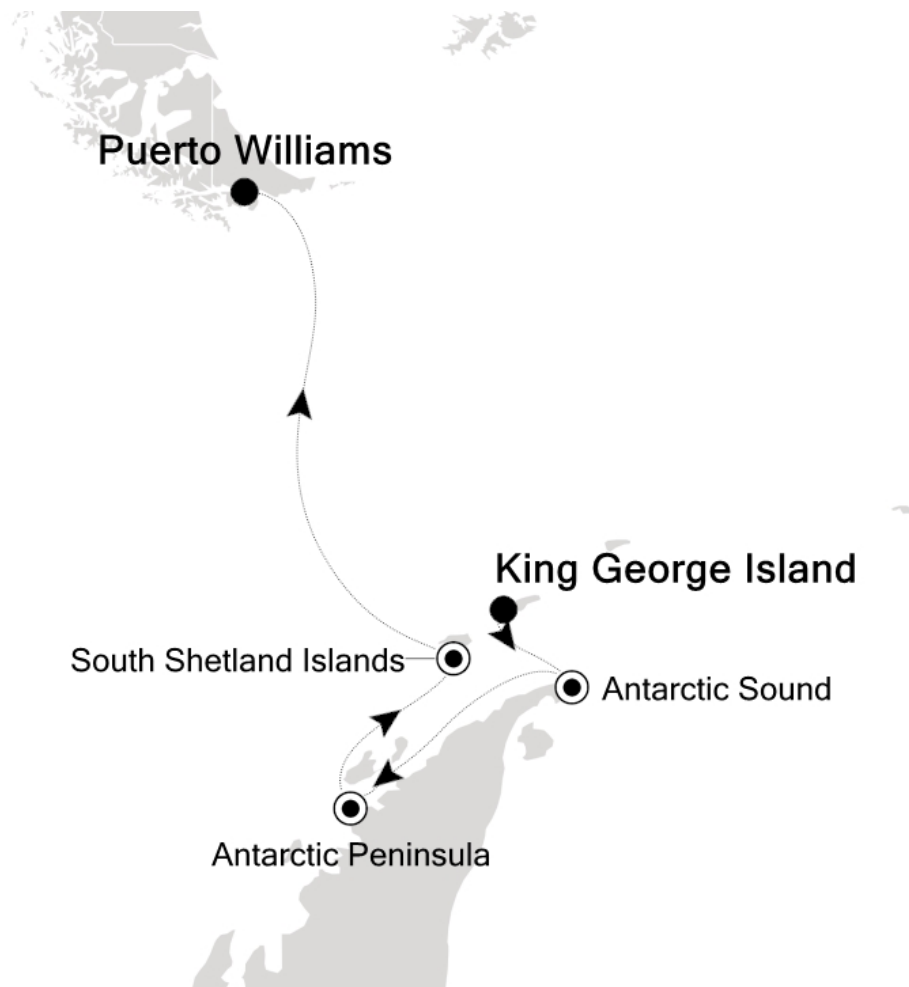 Puerto Williams
King George Island
South Shetland Islands
Antarctic Sound
Antarctic Peninsula